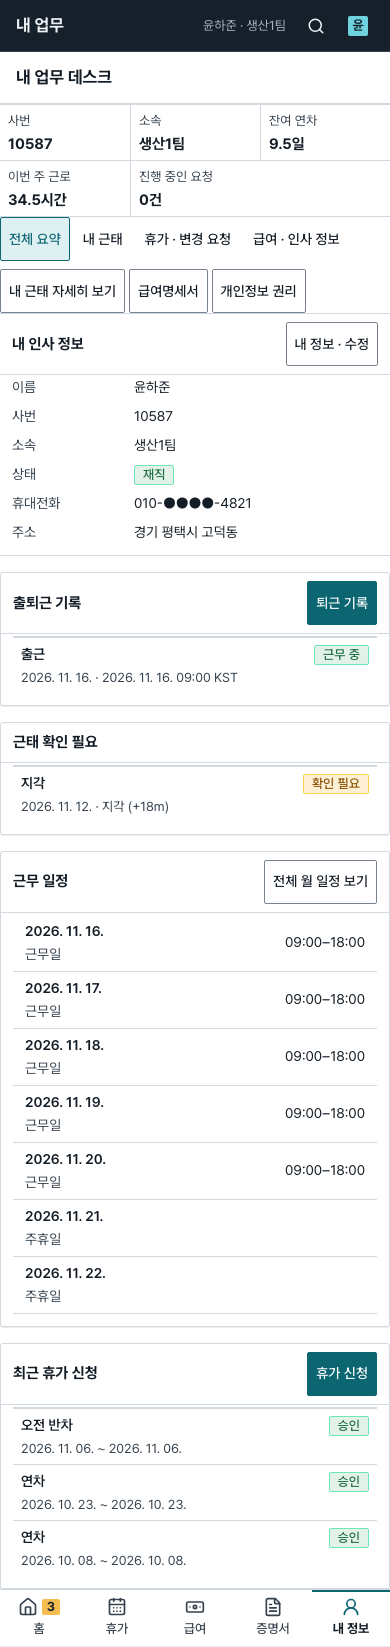 내 업무
윤하준 · 생산1팀
윤
내 업무 데스크
사번
10587
소속
생산1팀
잔여 연차
9.5일
이번 주 근로
34.5시간
진행 중인 요청
0건
전체 요약
내 근태
휴가 · 변경 요청
급여 · 인사 정보
내 근태 자세히 보기
급여명세서
개인정보 권리
내 인사 정보
내 정보 · 수정
이름 윤하준
사번 10587
소속 생산1팀
상태 재직
휴대전화 010-●●●●-4821
주소 경기 평택시 고덕동
출퇴근 기록
퇴근 기록
출근
근무 중
2026. 11. 16. · 2026. 11. 16. 09:00 KST
근태 확인 필요
지각
확인 필요
2026. 11. 12. · 지각 (+18m)
근무 일정
전체 월 일정 보기
2026. 11. 16.
근무일
09:00–18:00
2026. 11. 17.
근무일
09:00–18:00
2026. 11. 18.
근무일
09:00–18:00
2026. 11. 19.
근무일
09:00–18:00
2026. 11. 20.
근무일
09:00–18:00
2026. 11. 21.
주휴일
2026. 11. 22.
주휴일
최근 휴가 신청
휴가 신청
오전 반차
승인
2026. 11. 06. ~ 2026. 11. 06.
연차
승인
2026. 10. 23. ~ 2026. 10. 23.
연차
승인
2026. 10. 08. ~ 2026. 10. 08.
3
홈
휴가
급여
증명서
내 정보